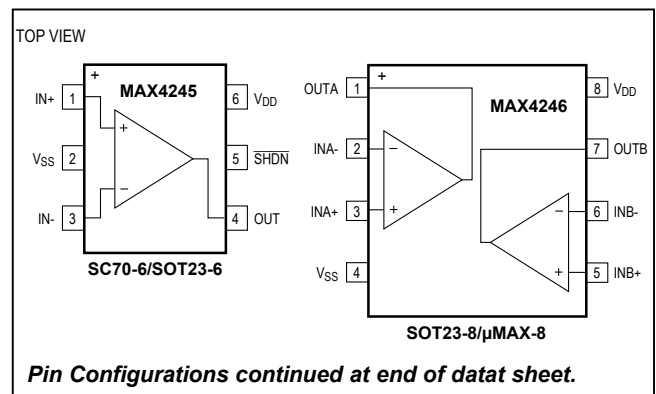 TOP VIEW
+
MAX4245
IN+ 1
6 VDD
+
VSS 2
5 SHDN
−
IN- 3
4 OUT
SC70-6/SOT23-6
+
OUTA 1
8 VDD
MAX4246
INA- 2
−
7 OUTB
INA+ 3
+
−
6 INB-
VSS 4
+
5 INB+
SOT23-8/µMAX-8
Pin Configurations continued at end of datat sheet.